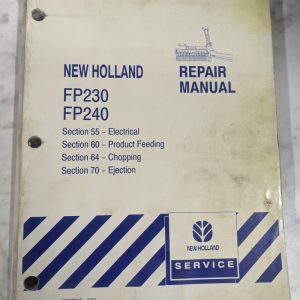 NEW HOLLAND
REPAIR
MANUAL
FP230
FP240
Section 55 - Electrical
Section 60 - Product Feeding
Section 64 - Chopping
Section 70 - Ejection
NEW HOLLAND
SERVICE